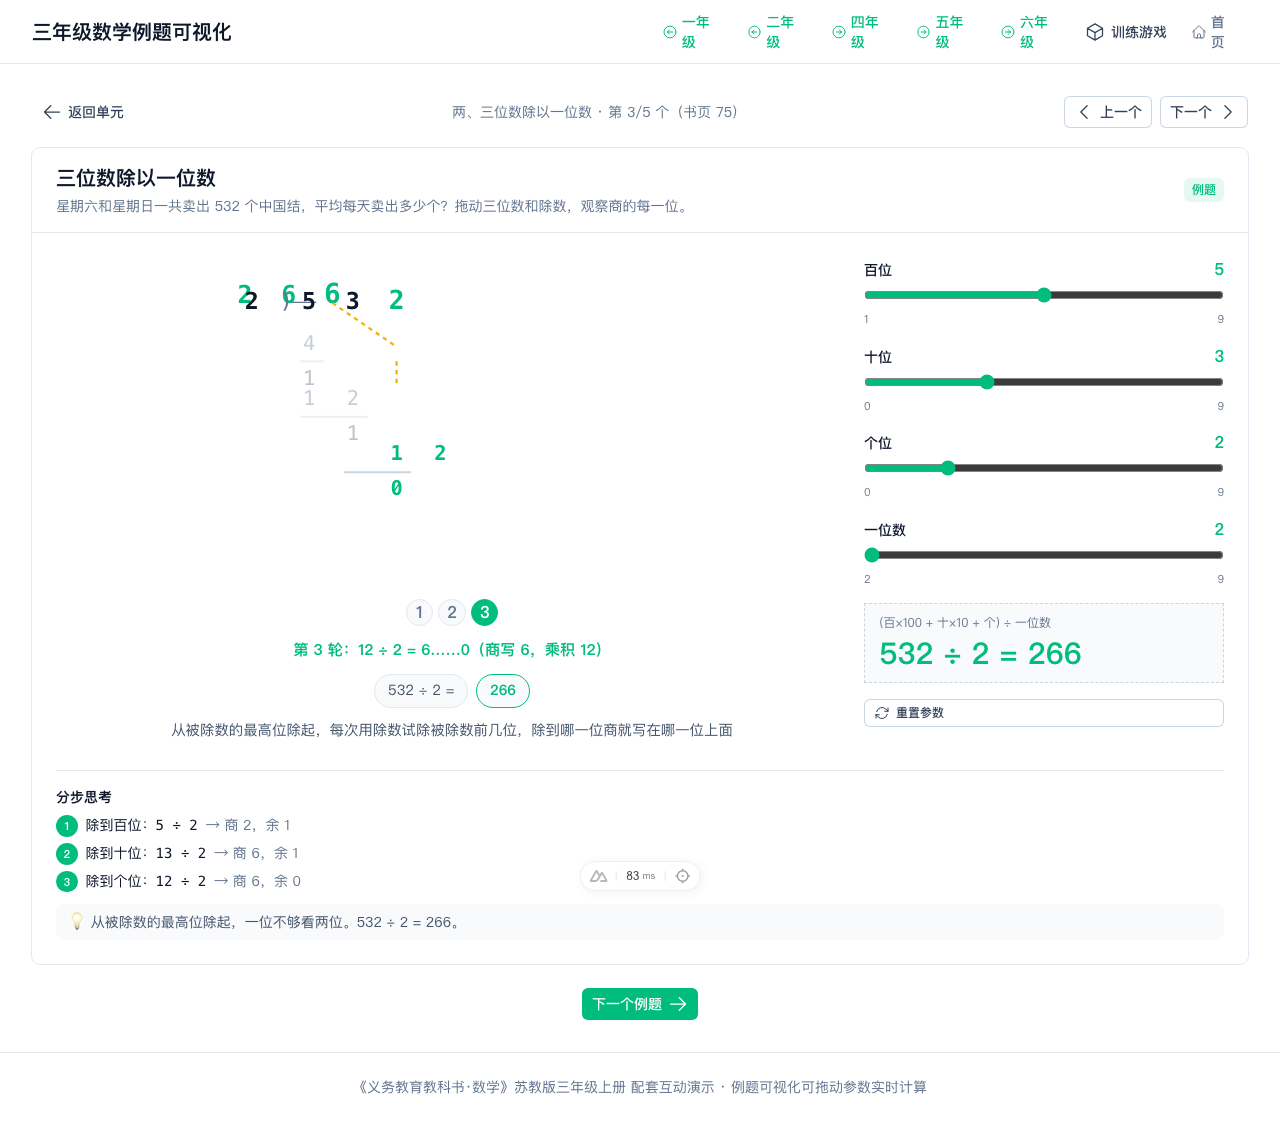 三年级数学例题可视化
一年级
二年级
四年级
五年级
六年级
训练游戏
首页
返回单元
两、三位数除以一位数 · 第 3/5 个（书页 75）
上一个
下一个
三位数除以一位数
星期六和星期日一共卖出 532 个中国结，平均每天卖出多少个？拖动三位数和除数，观察商的每一位。
例题
2 6 6
2 ) 5 3 2
4
1
1 2
1
1 2
0
1 2 3
第 3 轮：12 ÷ 2 = 6……0（商写 6，乘积 12）
532 ÷ 2 =
266
从被除数的最高位除起，每次用除数试除被除数前几位，除到哪一位商就写在哪一位上面
百位 5
1 9
十位 3
0 9
个位 2
0 9
一位数 2
2 9
(百×100 + 十×10 + 个) ÷ 一位数
532 ÷ 2 = 266
重置参数
分步思考
1 除到百位：5 ÷ 2 → 商 2，余 1
2 除到十位：13 ÷ 2 → 商 6，余 1
3 除到个位：12 ÷ 2 → 商 6，余 0
83 ms
从被除数的最高位除起，一位不够看两位。532 ÷ 2 = 266。
下一个例题
《义务教育教科书·数学》苏教版三年级上册 配套互动演示 · 例题可视化可拖动参数实时计算